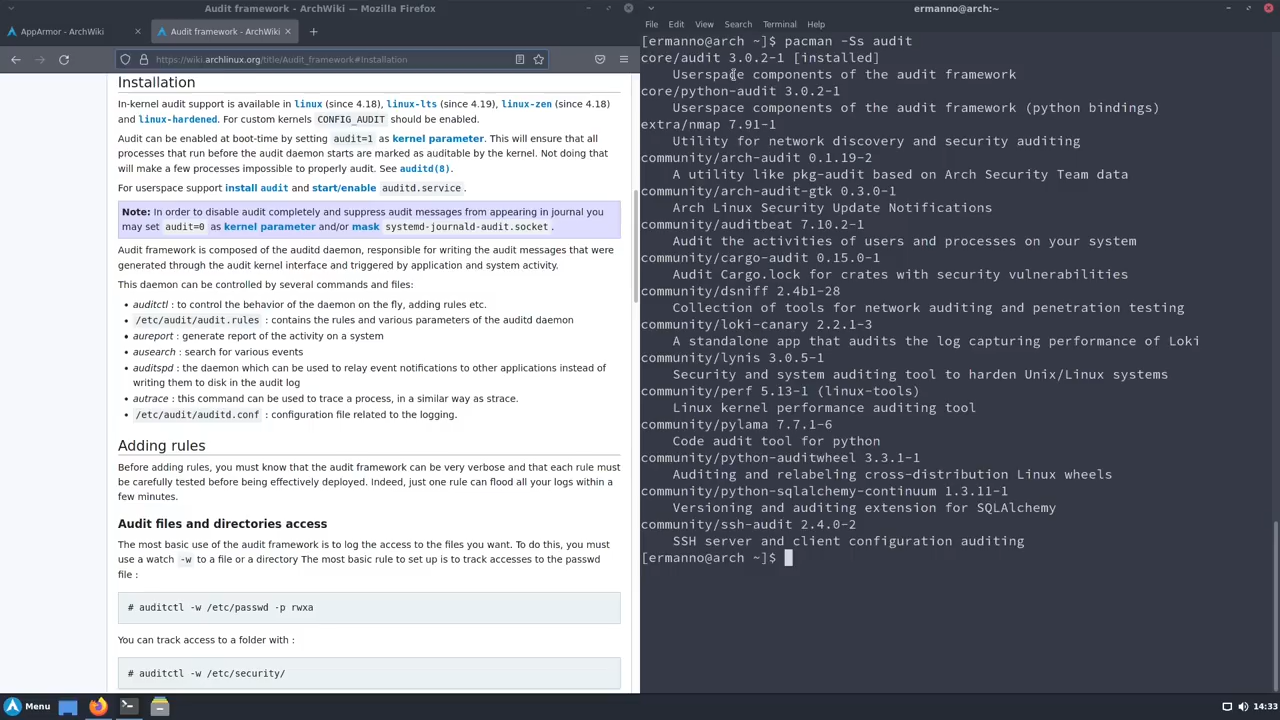 Audit framework - ArchWiki — Mozilla Firefox
AppArmor - ArchWiki
Audit framework - ArchWiki
https://wiki.archlinux.org/title/Audit_framework#Installation
Installation
In-kernel audit support is available in linux (since 4.18), linux-lts (since 4.19), linux-zen (since 4.18)
and linux-hardened. For custom kernels CONFIG_AUDIT should be enabled.
Audit can be enabled at boot-time by setting audit=1 as kernel parameter. This will ensure that all
processes that run before the audit daemon starts are marked as auditable by the kernel. Not doing that
will make a few processes impossible to properly audit. See auditd(8).
For userspace support install audit and start/enable auditd.service.
Note: In order to disable audit completely and suppress audit messages from appearing in journal you
may set audit=0 as kernel parameter and/or mask systemd-journald-audit.socket.
Audit framework is composed of the auditd daemon, responsible for writing the audit messages that were
generated through the audit kernel interface and triggered by application and system activity.
This daemon can be controlled by several commands and files:
• auditctl : to control the behavior of the daemon on the fly, adding rules etc.
• /etc/audit/audit.rules : contains the rules and various parameters of the auditd daemon
• aureport : generate report of the activity on a system
• ausearch : search for various events
• auditspd : the daemon which can be used to relay event notifications to other applications instead of
writing them to disk in the audit log
• autrace : this command can be used to trace a process, in a similar way as strace.
• /etc/audit/auditd.conf : configuration file related to the logging.
Adding rules
Before adding rules, you must know that the audit framework can be very verbose and that each rule must
be carefully tested before being effectively deployed. Indeed, just one rule can flood all your logs within a
few minutes.
Audit files and directories access
The most basic use of the audit framework is to log the access to the files you want. To do this, you must
use a watch -w to a file or a directory The most basic rule to set up is to track accesses to the passwd
file :
# auditctl -w /etc/passwd -p rwxa
You can track access to a folder with :
# auditctl -w /etc/security/
ermanno@arch:~
File Edit View Search Terminal Help
[ermanno@arch ~]$ pacman -Ss audit
core/audit 3.0.2-1 [installed]
Userspace components of the audit framework
core/python-audit 3.0.2-1
Userspace components of the audit framework (python bindings)
extra/nmap 7.91-1
Utility for network discovery and security auditing
community/arch-audit 0.1.19-2
A utility like pkg-audit based on Arch Security Team data
community/arch-audit-gtk 0.3.0-1
Arch Linux Security Update Notifications
community/auditbeat 7.10.2-1
Audit the activities of users and processes on your system
community/cargo-audit 0.15.0-1
Audit Cargo.lock for crates with security vulnerabilities
community/dsniff 2.4b1-28
Collection of tools for network auditing and penetration testing
community/loki-canary 2.2.1-3
A standalone app that audits the log capturing performance of Loki
community/lynis 3.0.5-1
Security and system auditing tool to harden Unix/Linux systems
community/perf 5.13-1 (linux-tools)
Linux kernel performance auditing tool
community/pylama 7.7.1-6
Code audit tool for python
community/python-auditwheel 3.3.1-1
Auditing and relabeling cross-distribution Linux wheels
community/python-sqlalchemy-continuum 1.3.11-1
Versioning and auditing extension for SQLAlchemy
community/ssh-audit 2.4.0-2
SSH server and client configuration auditing
[ermanno@arch ~]$
Menu
14:33